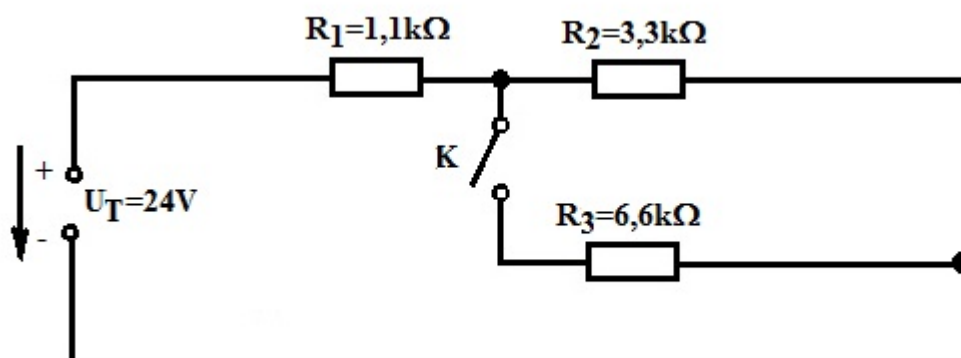 R1=1,1kΩ
R2=3,3kΩ
+
UT=24V
-
K
R3=6,6kΩ